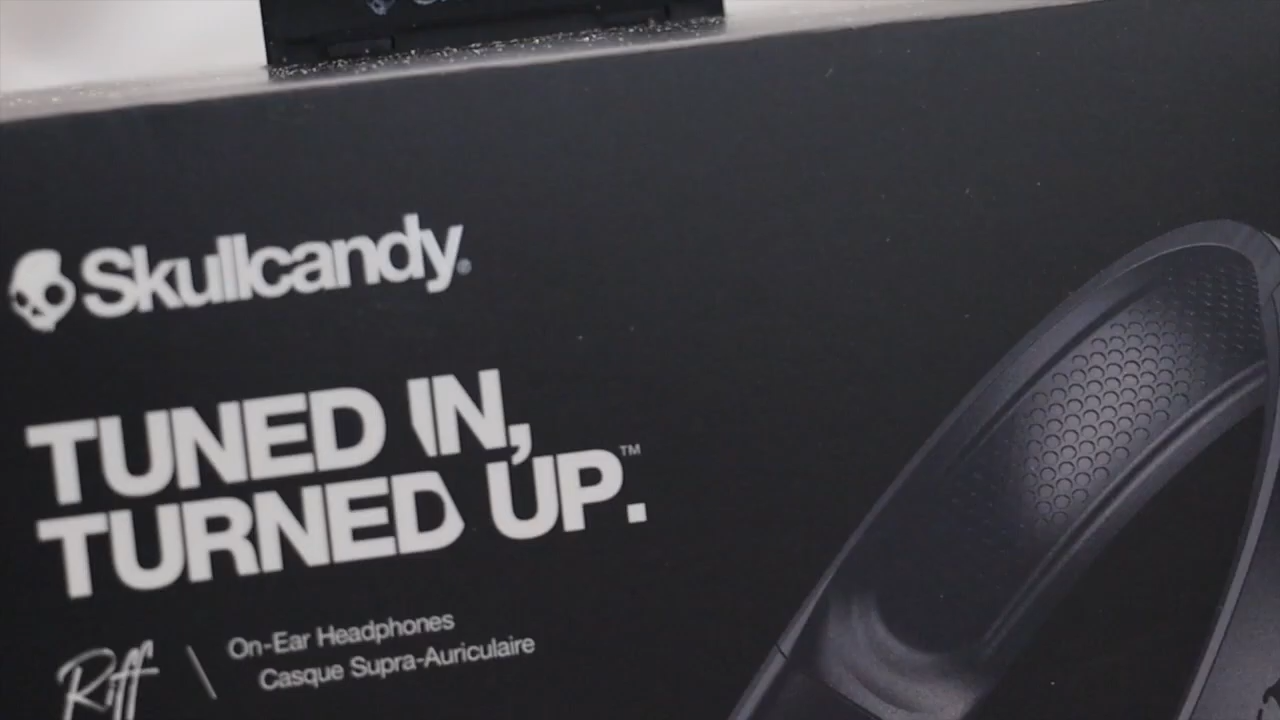 Skullcandy®
TUNED IN,
TURNED UP.™
Riff \ On-Ear Headphones
Casque Supra-Auriculaire